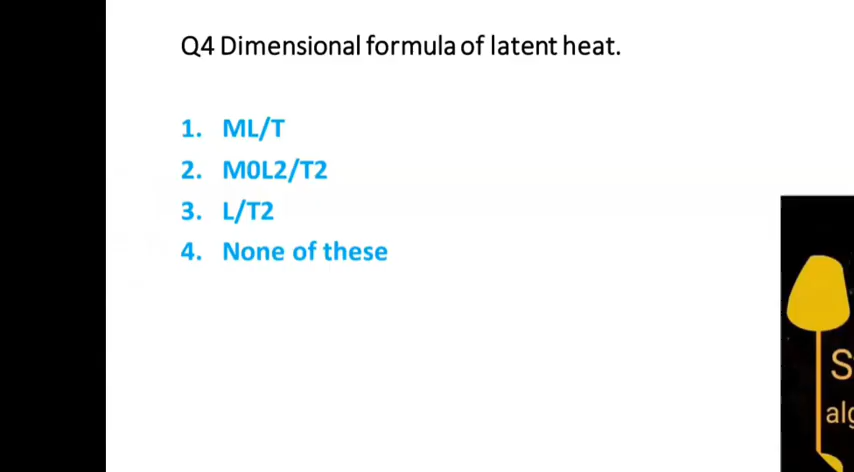 Q4 Dimensional formula of latent heat.
1. ML/T
2. M0L2/T2
3. L/T2
4. None of these
S
alg